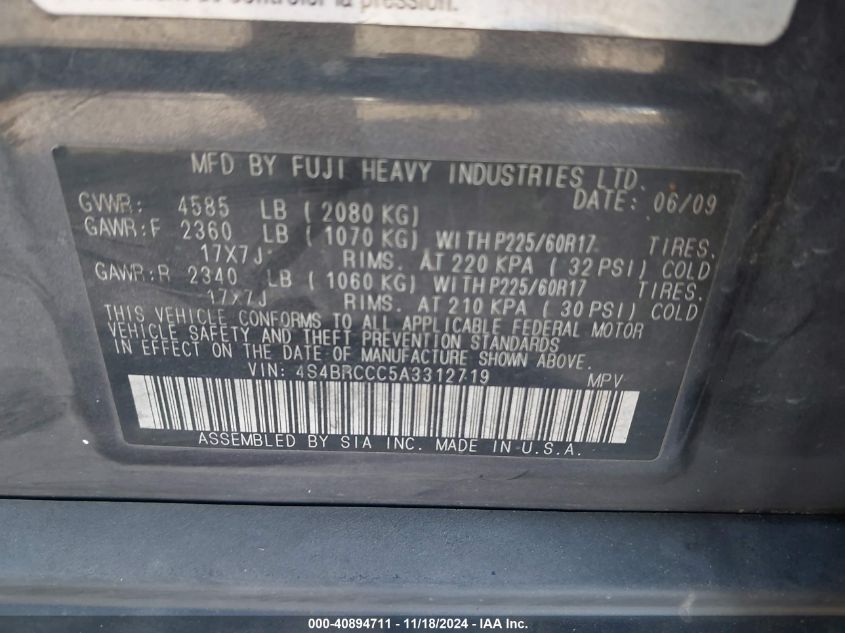 de contrôler la pression.
MFD BY FUJI HEAVY INDUSTRIES LTD.
DATE: 06/09
GVWR: 4585 LB ( 2080 KG)
GAWR:F 2360 LB ( 1070 KG) WITH P225/60R17 TIRES.
17X7J RIMS. AT 220 KPA ( 32 PSI) COLD
GAWR:R 2340 LB ( 1060 KG) WITH P225/60R17 TIRES.
17X7J RIMS. AT 210 KPA ( 30 PSI) COLD
THIS VEHICLE CONFORMS TO ALL APPLICABLE FEDERAL MOTOR
VEHICLE SAFETY AND THEFT PREVENTION STANDARDS
IN EFFECT ON THE DATE OF MANUFACTURE SHOWN ABOVE.
VIN: 4S4BRCCC5A3312719 MPV
ASSEMBLED BY SIA INC. MADE IN U.S.A.
000-40894711 - 11/18/2024 - IAA Inc.